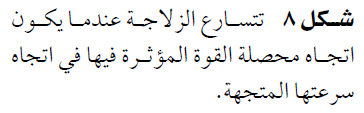 شكل ٨ تتسارع الزلاجة عندما يكون
اتجاه محصلة القوة المؤثرة فيها في اتجاه
سرعتها المتجهة.